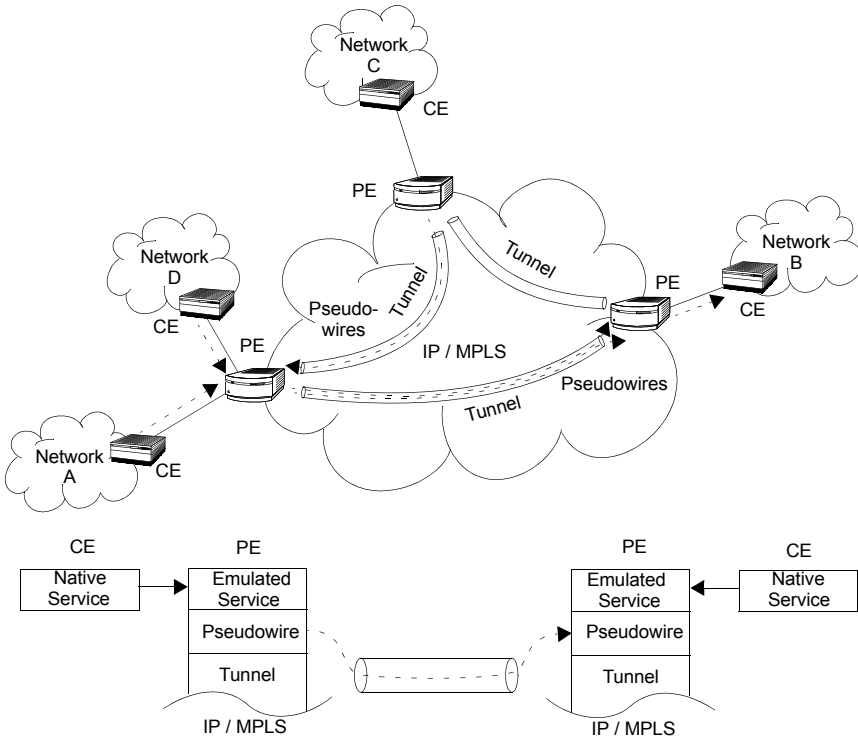 Network
C
CE
PE
Network
D
CE
Pseudo-
wires
Tunnel
Tunnel
Network
B
CE
PE
PE
IP / MPLS
Pseudowires
Tunnel
Network
A
CE
CE
PE
PE
CE
Native
Service
Emulated
Service
Emulated
Service
Native
Service
Pseudowire
Pseudowire
Tunnel
Tunnel
IP / MPLS
IP / MPLS